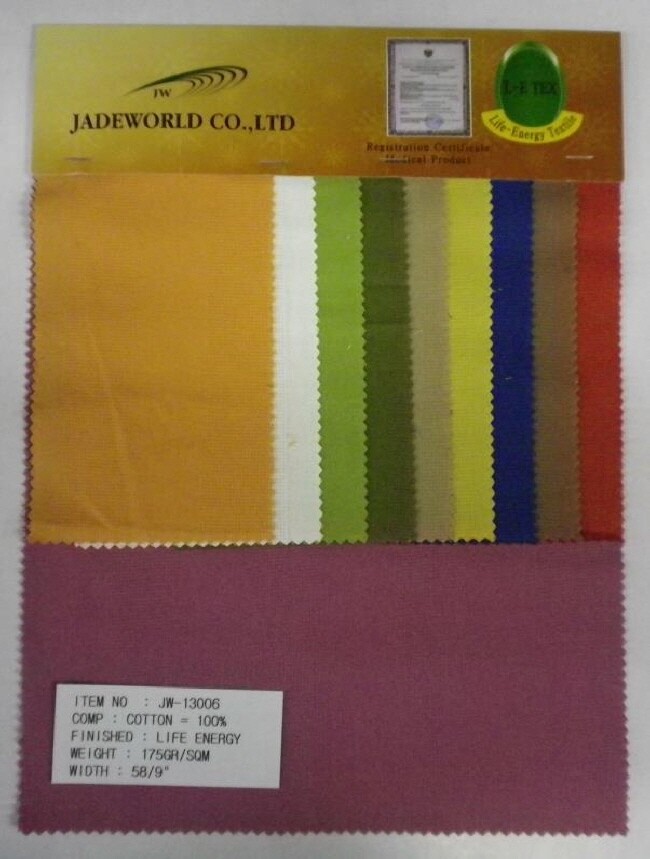 JW
JADEWORLD CO.,LTD
L-E TEX
Life-Energy Textile
Registration Certificate
Medical Product
ITEM NO : JW-13006
COMP : COTTON = 100%
FINISHED : LIFE ENERGY
WEIGHT : 175GR/SQM
WIDTH : 58/9"